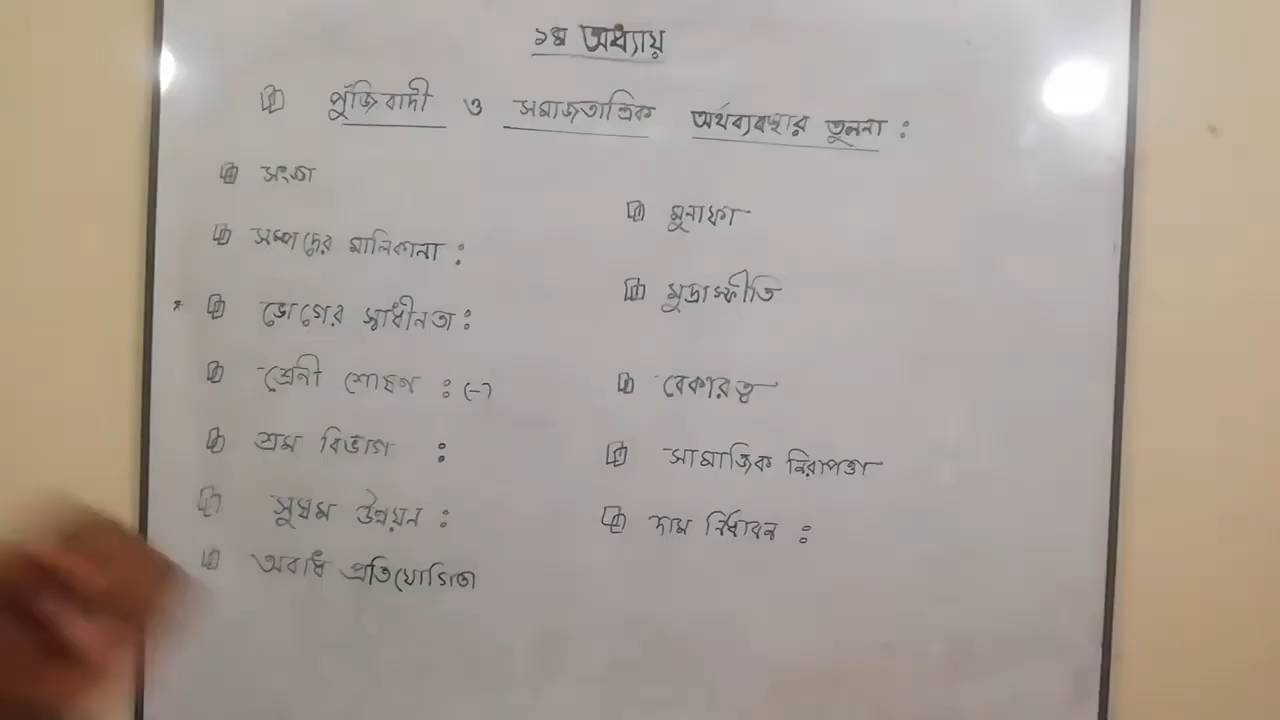 ১ম অধ্যায়
পুঁজিবাদী ও সমাজতান্ত্রিক অর্থব্যবস্থার তুলনা :
সংজ্ঞা
সম্পদের মালিকানা :
* ভোগের স্বাধীনতা :
শ্রেনী শোষণ : (-)
শ্রম বিভাগ :
সুষম উন্নয়ন :
অবাধ প্রতিযোগিতা
মুনাফা
মুদ্রাস্ফীতি
বেকারত্ব
সামাজিক নিরাপত্তা
দাম নির্ধারন :